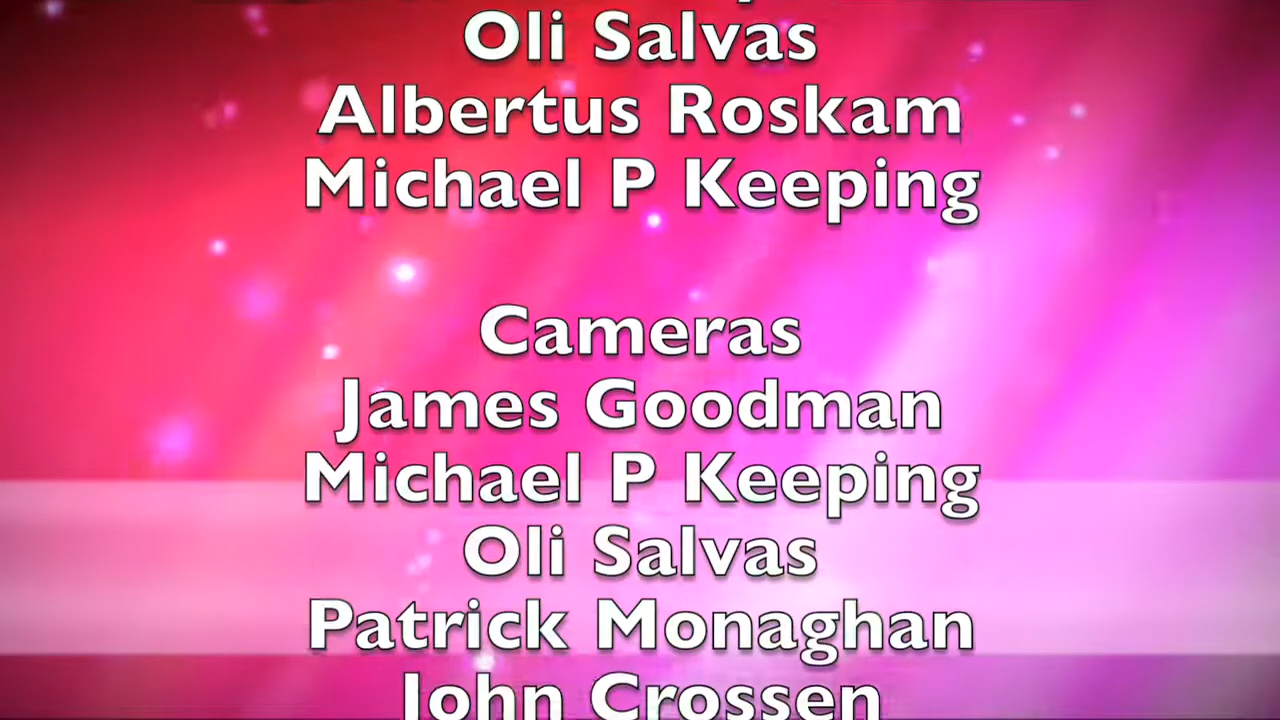 Oli Salvas
Albertus Roskam
Michael P Keeping
Cameras
James Goodman
Michael P Keeping
Oli Salvas
Patrick Monaghan
John Crossen